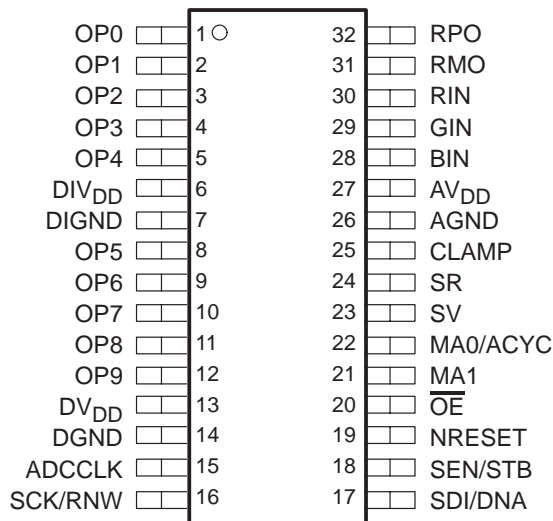 OP0 1 32 RPO
OP1 2 31 RMO
OP2 3 30 RIN
OP3 4 29 GIN
OP4 5 28 BIN
DIVDD 6 27 AVDD
DIGND 7 26 AGND
OP5 8 25 CLAMP
OP6 9 24 SR
OP7 10 23 SV
OP8 11 22 MA0/ACYC
OP9 12 21 MA1
DVDD 13 20 O̅E̅
DGND 14 19 NRESET
ADCCLK 15 18 SEN/STB
SCK/RNW 16 17 SDI/DNA